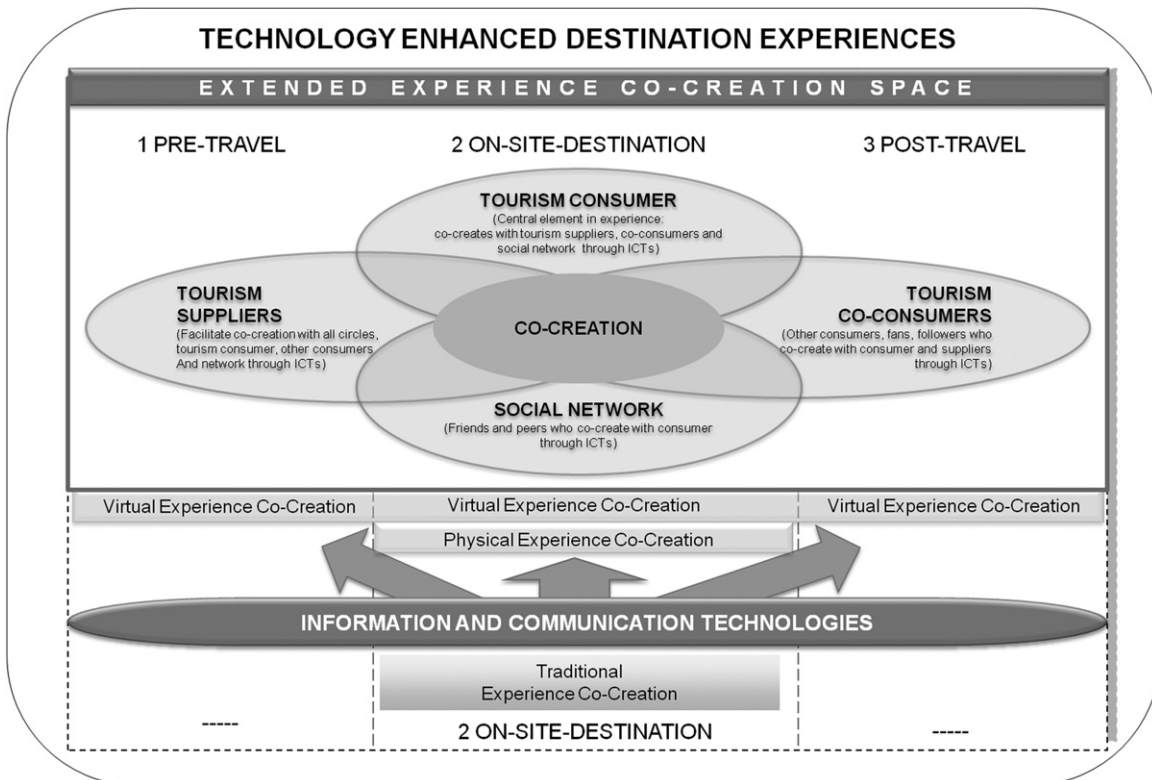 TECHNOLOGY ENHANCED DESTINATION EXPERIENCES
EXTENDED EXPERIENCE CO-CREATION SPACE
1 PRE-TRAVEL
2 ON-SITE-DESTINATION
3 POST-TRAVEL
TOURISM CONSUMER
(Central element in experience:
co-creates with tourism suppliers, co-consumers and
social network through ICTs)
TOURISM
SUPPLIERS
(Facilitate co-creation with all circles,
tourism consumer, other consumers
And network through ICTs)
CO-CREATION
TOURISM
CO-CONSUMERS
(Other consumers, fans, followers who
co-create with consumer and suppliers
through ICTs)
SOCIAL NETWORK
(Friends and peers who co-create with consumer
through ICTs)
Virtual Experience Co-Creation
Virtual Experience Co-Creation
Virtual Experience Co-Creation
Physical Experience Co-Creation
INFORMATION AND COMMUNICATION TECHNOLOGIES
Traditional
Experience Co-Creation
-----
2 ON-SITE-DESTINATION
-----